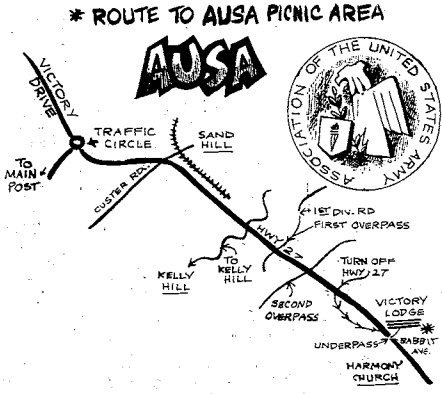 * ROUTE TO AUSA PICNIC AREA
AUSA
ASSOCIATION OF THE UNITED STATES ARMY
VICTORY
DRIVE
TRAFFIC
CIRCLE
SAND
HILL
TO
MAIN
POST
CUSTER RD.
1ST DIV. RD
FIRST OVERPASS
HWY 27
KELLY
HILL
TO
KELLY
HILL
TURN OFF
HWY 27
SECOND
OVERPASS
VICTORY
LODGE
*
UNDERPASS
BABBIT
AVE.
HARMONY
CHURCH